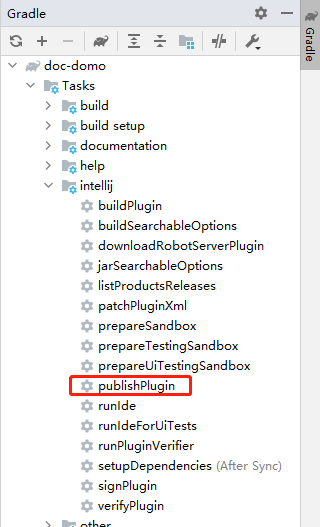 Gradle
Gradle
doc-domo
Tasks
build
build setup
documentation
help
intellij
buildPlugin
buildSearchableOptions
downloadRobotServerPlugin
jarSearchableOptions
listProductsReleases
patchPluginXml
prepareSandbox
prepareTestingSandbox
prepareUiTestingSandbox
publishPlugin
runIde
runIdeForUiTests
runPluginVerifier
setupDependencies (After Sync)
signPlugin
verifyPlugin
other